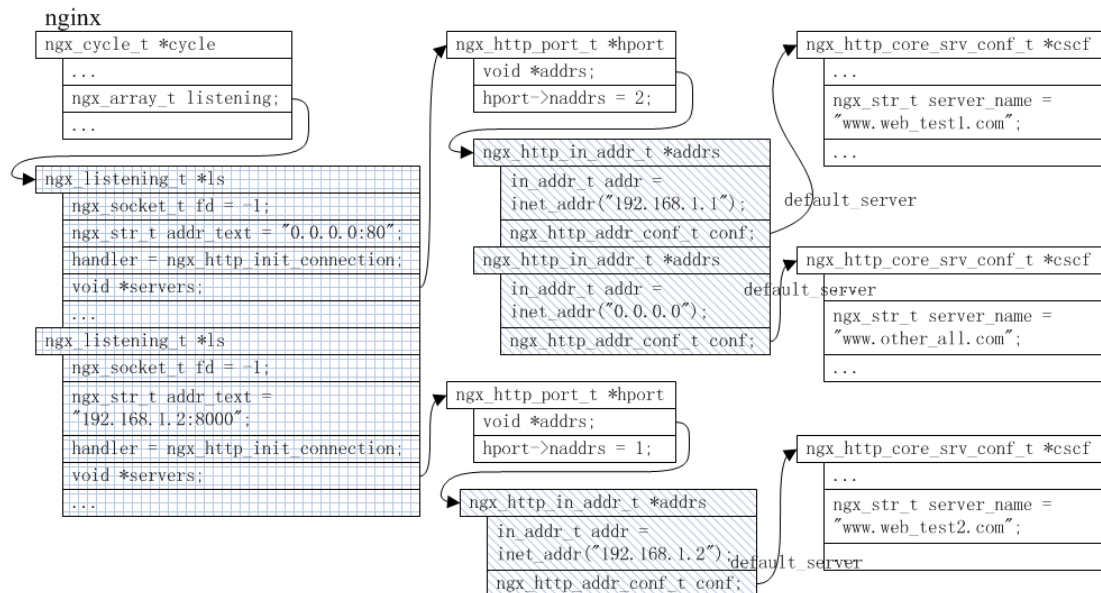 nginx
ngx_cycle_t *cycle
...
ngx_array_t listening;
...
ngx_listening_t *ls
ngx_socket_t fd = -1;
ngx_str_t addr_text = "0.0.0.0:80";
handler = ngx_http_init_connection;
void *servers;
...
ngx_listening_t *ls
ngx_socket_t fd = -1;
ngx_str_t addr_text =
"192.168.1.2:8000";
handler = ngx_http_init_connection;
void *servers;
...
ngx_http_port_t *hport
void *addrs;
hport->naddrs = 2;
ngx_http_in_addr_t *addrs
in_addr_t addr =
inet_addr("192.168.1.1");
ngx_http_addr_conf_t conf;
ngx_http_in_addr_t *addrs
in_addr_t addr =
inet_addr("0.0.0.0");
ngx_http_addr_conf_t conf;
ngx_http_port_t *hport
void *addrs;
hport->naddrs = 1;
ngx_http_in_addr_t *addrs
in_addr_t addr =
inet_addr("192.168.1.2");
ngx_http_addr_conf_t conf;
default_server
default_server
default_server
ngx_http_core_srv_conf_t *cscf
...
ngx_str_t server_name =
"www.web_test1.com";
...
ngx_http_core_srv_conf_t *cscf
...
ngx_str_t server_name =
"www.other_all.com";
...
ngx_http_core_srv_conf_t *cscf
...
ngx_str_t server_name =
"www.web_test2.com";
...